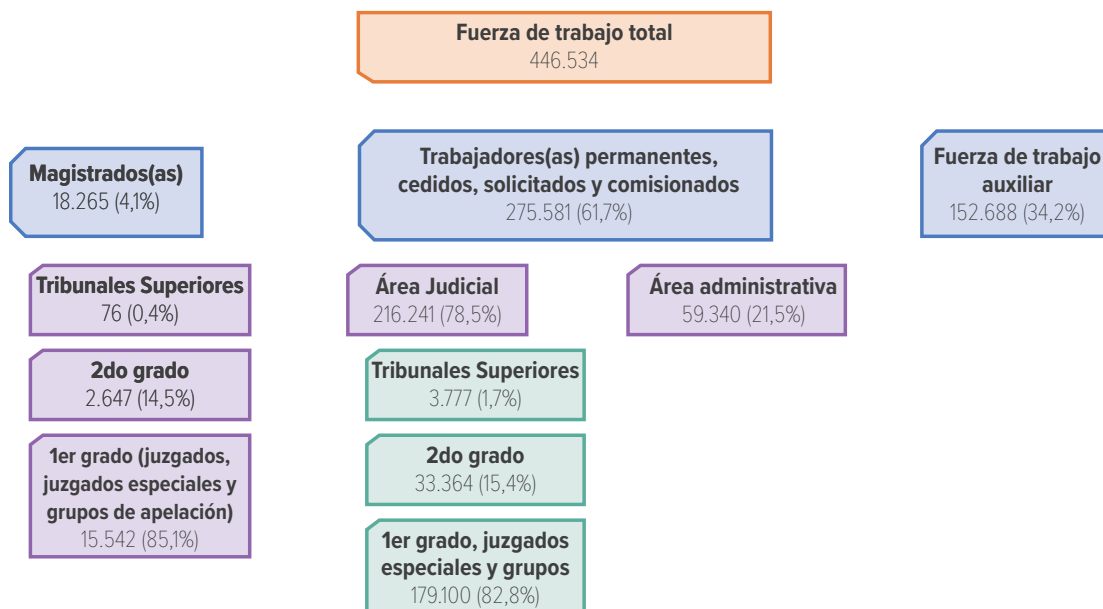 Fuerza de trabajo total
446.534
Magistrados(as)
18.265 (4,1%)
Trabajadores(as) permanentes,
cedidos, solicitados y comisionados
275.581 (61,7%)
Fuerza de trabajo
auxiliar
152.688 (34,2%)
Tribunales Superiores
76 (0,4%)
2do grado
2.647 (14,5%)
1er grado (juzgados,
juzgados especiales y
grupos de apelación)
15.542 (85,1%)
Área Judicial
216.241 (78,5%)
Área administrativa
59.340 (21,5%)
Tribunales Superiores
3.777 (1,7%)
2do grado
33.364 (15,4%)
1er grado, juzgados
especiales y grupos
179.100 (82,8%)